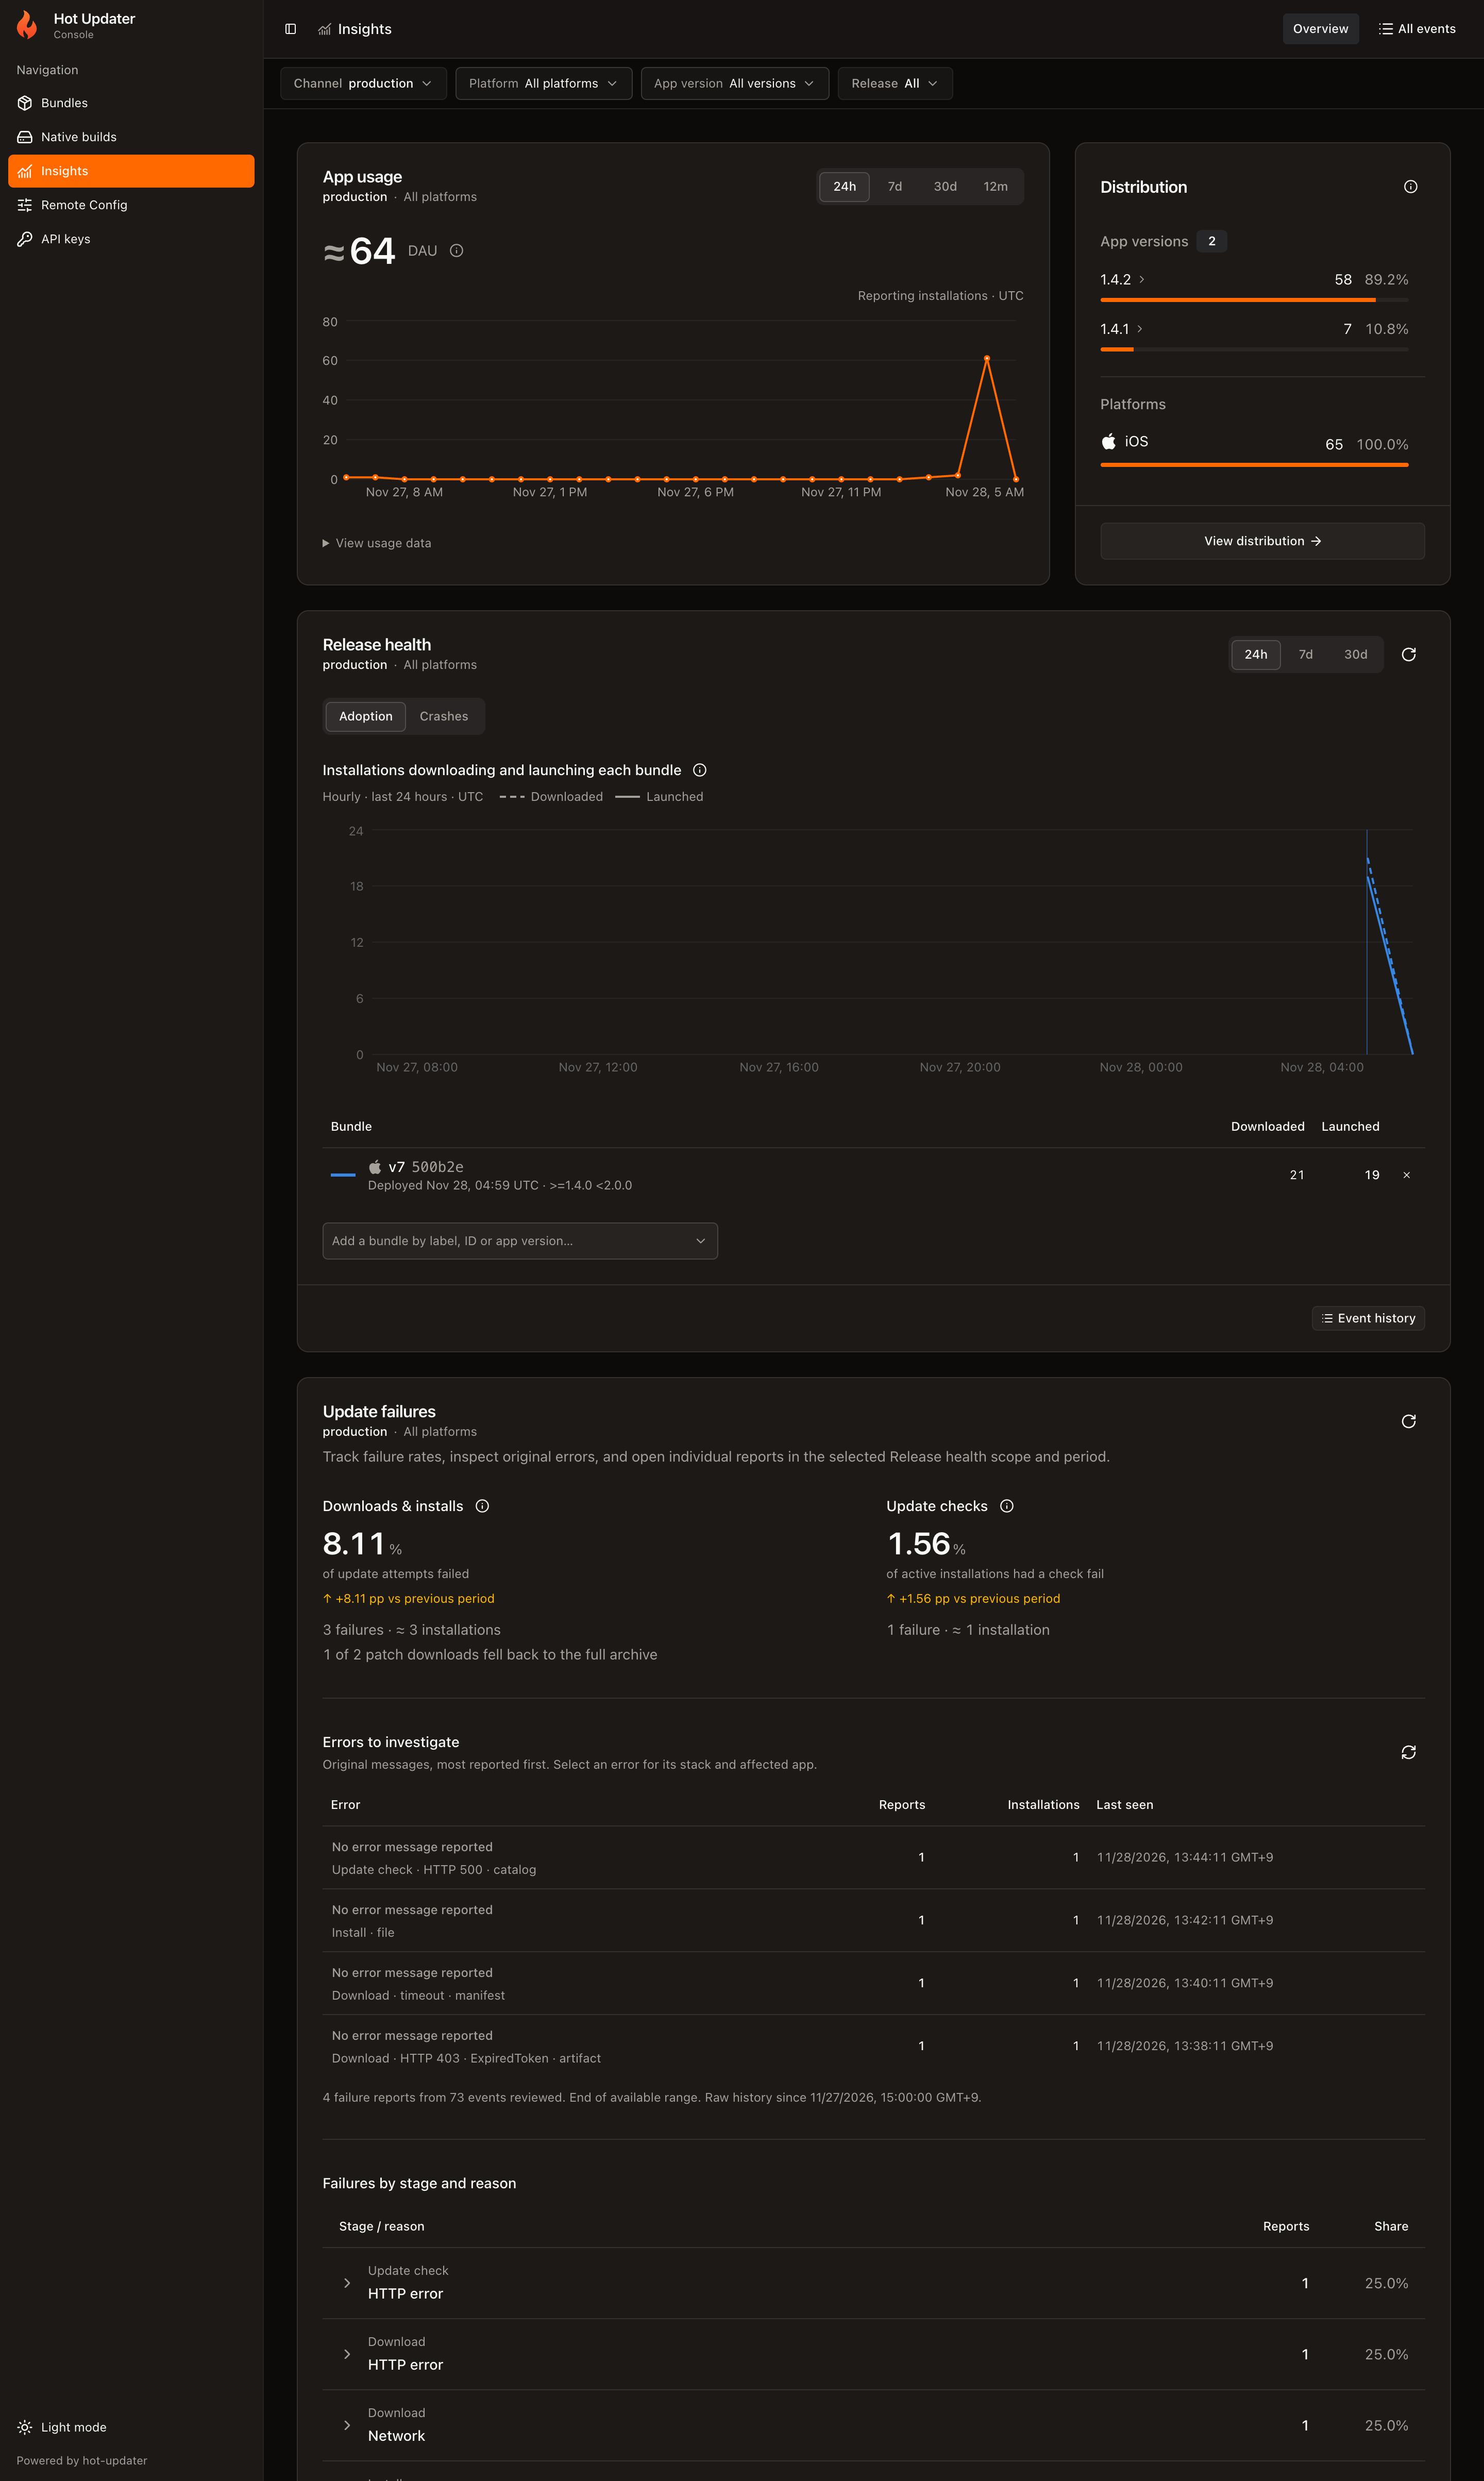 Hot Updater
Console
Navigation
Bundles
Native builds
Insights
Remote Config
API keys
Light mode
Powered by hot-updater
Insights
Overview
All events
Channel production
Platform All platforms
App version All versions
Release All
App usage
production · All platforms
24h 7d 30d 12m
≈64 DAU
Reporting installations · UTC
80
60
40
20
0
Nov 27, 8 AM Nov 27, 1 PM Nov 27, 6 PM Nov 27, 11 PM Nov 28, 5 AM
View usage data
Distribution
App versions 2
1.4.2 58 89.2%
1.4.1 7 10.8%
Platforms
iOS 65 100.0%
View distribution →
Release health
production · All platforms
24h 7d 30d
Adoption Crashes
Installations downloading and launching each bundle
Hourly · last 24 hours · UTC Downloaded Launched
24
18
12
6
0
Nov 27, 08:00 Nov 27, 12:00 Nov 27, 16:00 Nov 27, 20:00 Nov 28, 00:00 Nov 28, 04:00
Bundle Downloaded Launched
v7 500b2e 21 19 ×
Deployed Nov 28, 04:59 UTC · >=1.4.0 <2.0.0
Add a bundle by label, ID or app version...
Event history
Update failures
production · All platforms
Track failure rates, inspect original errors, and open individual reports in the selected Release health scope and period.
Downloads & installs
8.11%
of update attempts failed
↑ +8.11 pp vs previous period
3 failures · ≈ 3 installations
1 of 2 patch downloads fell back to the full archive
Update checks
1.56%
of active installations had a check fail
↑ +1.56 pp vs previous period
1 failure · ≈ 1 installation
Errors to investigate
Original messages, most reported first. Select an error for its stack and affected app.
Error Reports Installations Last seen
No error message reported
Update check · HTTP 500 · catalog
1 1 11/28/2026, 13:44:11 GMT+9
No error message reported
Install · file
1 1 11/28/2026, 13:42:11 GMT+9
No error message reported
Download · timeout · manifest
1 1 11/28/2026, 13:40:11 GMT+9
No error message reported
Download · HTTP 403 · ExpiredToken · artifact
1 1 11/28/2026, 13:38:11 GMT+9
4 failure reports from 73 events reviewed. End of available range. Raw history since 11/27/2026, 15:00:00 GMT+9.
Failures by stage and reason
Stage / reason Reports Share
Update check
HTTP error 1 25.0%
Download
HTTP error 1 25.0%
Download
Network 1 25.0%